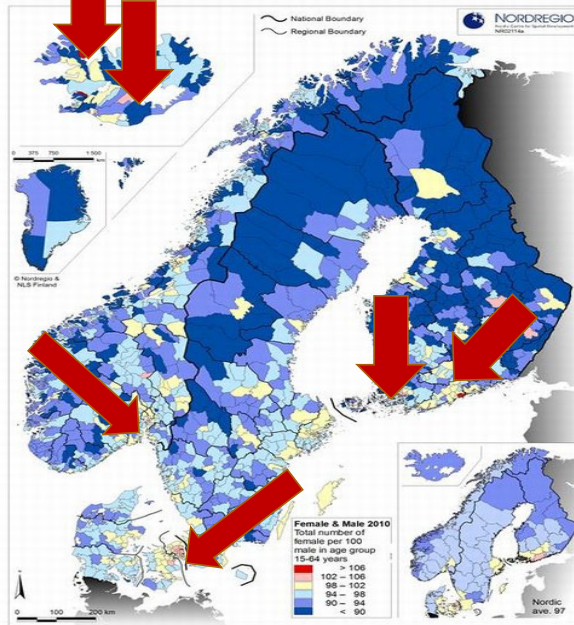 National Boundary
Regional Boundary
NORDREGIO
Nordic Centre for Spatial Development
NR02114a
0 375 750 1 500
km
© Nordregio &
NLS Finland
Female & Male 2010
Total number of
female per 100
male in age group
15-64 years
> 106
102 – 106
98 – 102
94 – 98
90 – 94
< 90
Nordic
ave. 97
0 100 200 km